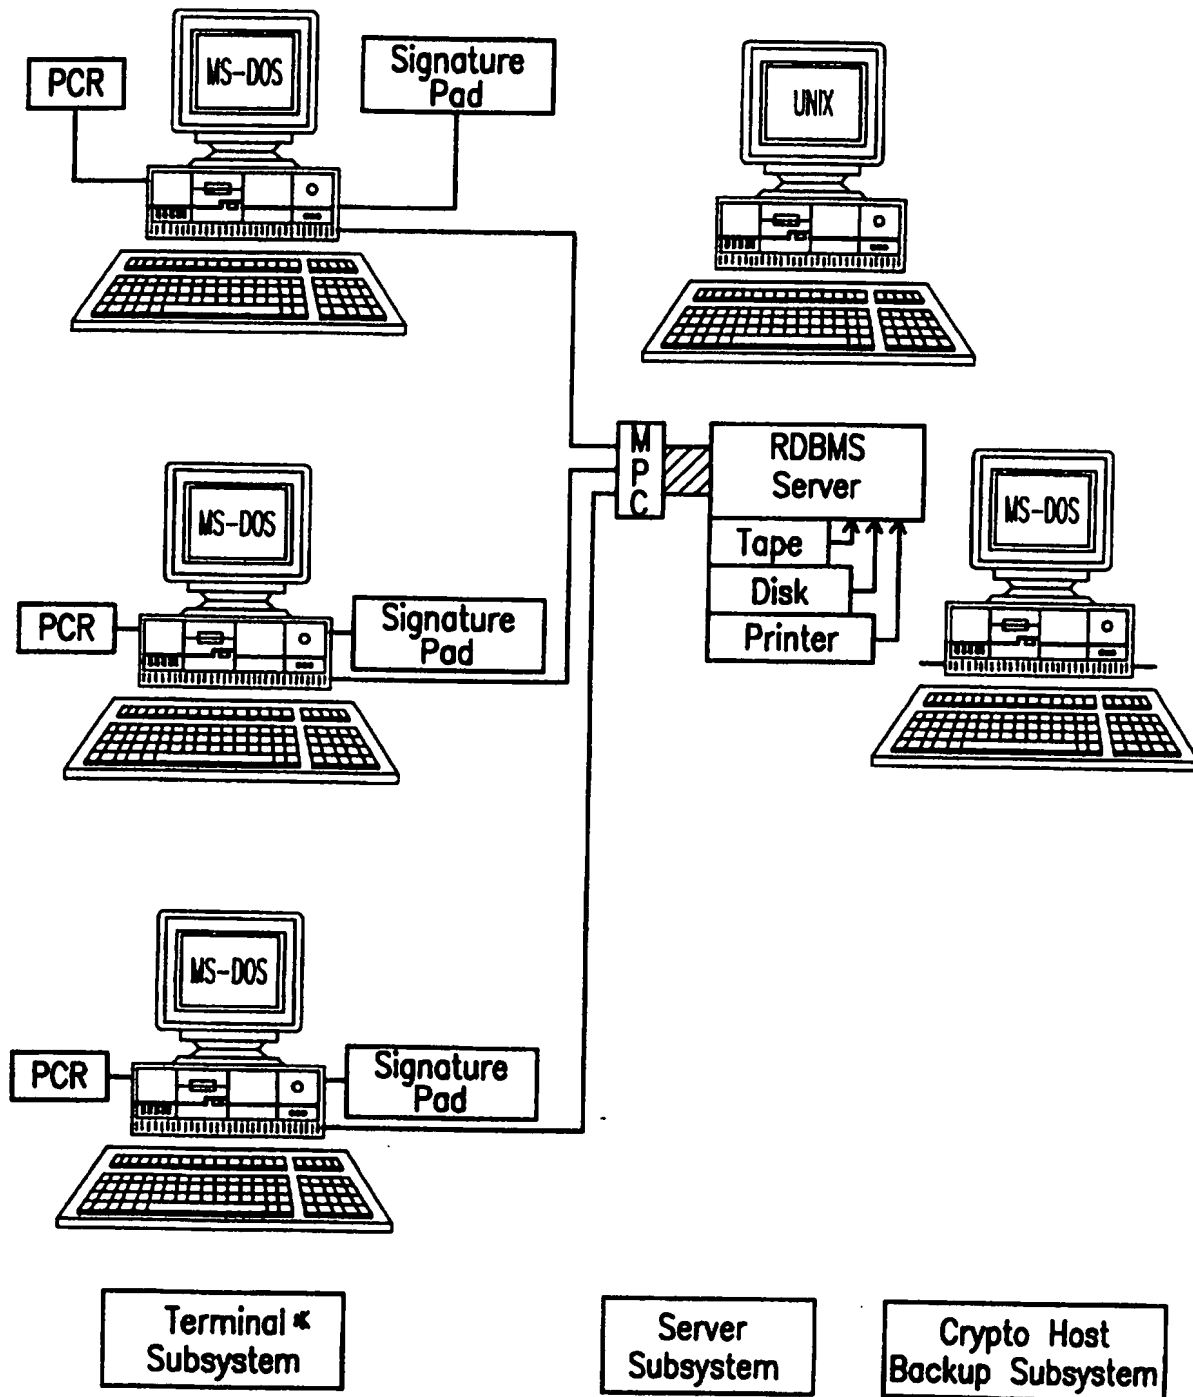 PCR
MS-DOS
Signature
Pad
UNIX
M
P
C
RDBMS
Server
Tape
Disk
Printer
MS-DOS
PCR
MS-DOS
Signature
Pad
PCR
MS-DOS
Signature
Pad
Terminal *
Subsystem
Server
Subsystem
Crypto Host
Backup Subsystem